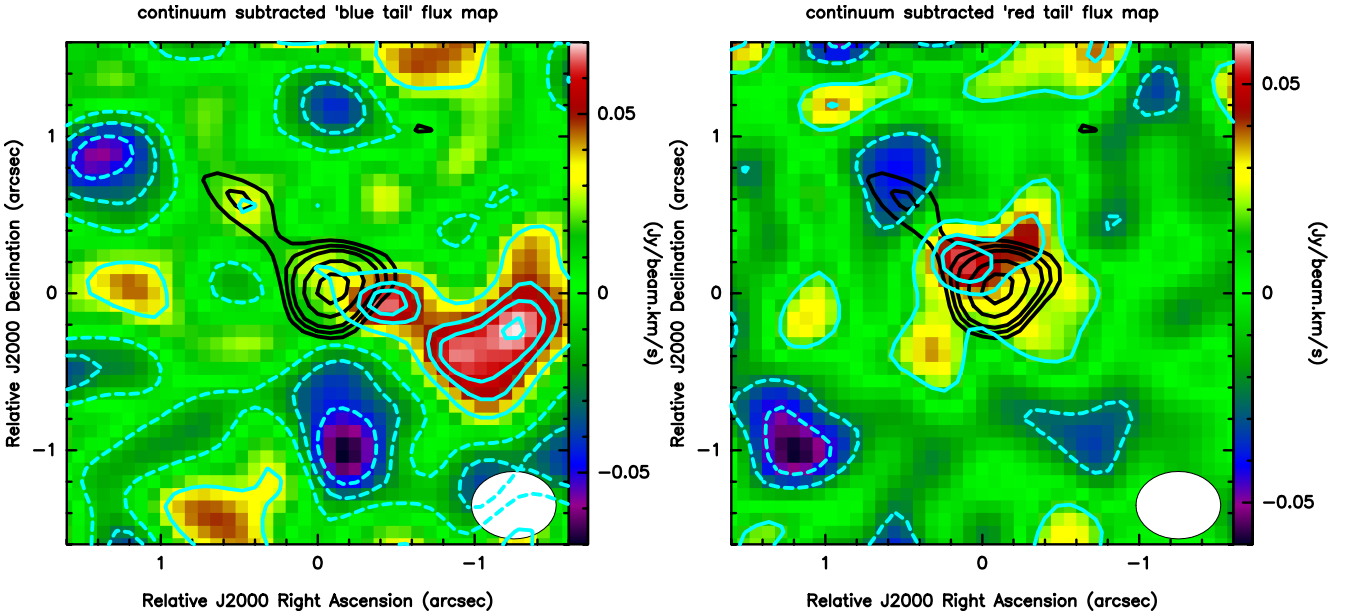 continuum subtracted 'blue tail' flux map
Relative J2000 Declination (arcsec)
1
0
−1
1
0
−1
Relative J2000 Right Ascension (arcsec)
0.05
0
−0.05
(Jy/beam.km/s)
continuum subtracted 'red tail' flux map
Relative J2000 Declination (arcsec)
1
0
−1
1
0
−1
Relative J2000 Right Ascension (arcsec)
0.05
0
−0.05
(Jy/beam.km/s)